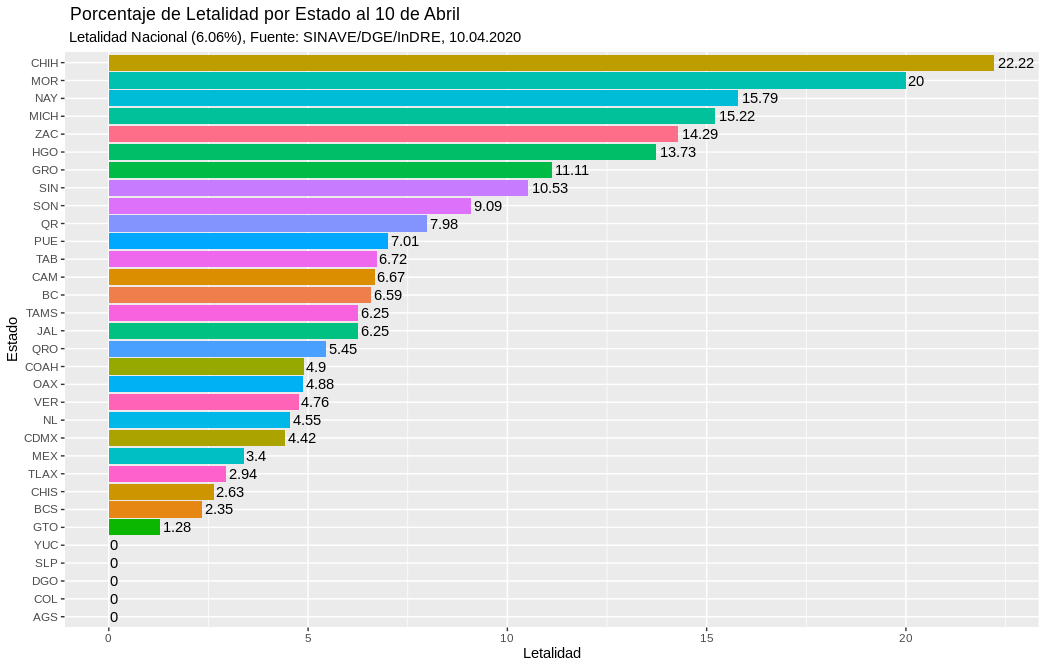 Porcentaje de Letalidad por Estado al 10 de Abril
Letalidad Nacional (6.06%), Fuente: SINAVE/DGE/InDRE, 10.04.2020
Estado
CHIH 22.22
MOR 20
NAY 15.79
MICH 15.22
ZAC 14.29
HGO 13.73
GRO 11.11
SIN 10.53
SON 9.09
QR 7.98
PUE 7.01
TAB 6.72
CAM 6.67
BC 6.59
TAMS 6.25
JAL 6.25
QRO 5.45
COAH 4.9
OAX 4.88
VER 4.76
NL 4.55
CDMX 4.42
MEX 3.4
TLAX 2.94
CHIS 2.63
BCS 2.35
GTO 1.28
YUC 0
SLP 0
DGO 0
COL 0
AGS 0
0 5 10 15 20
Letalidad